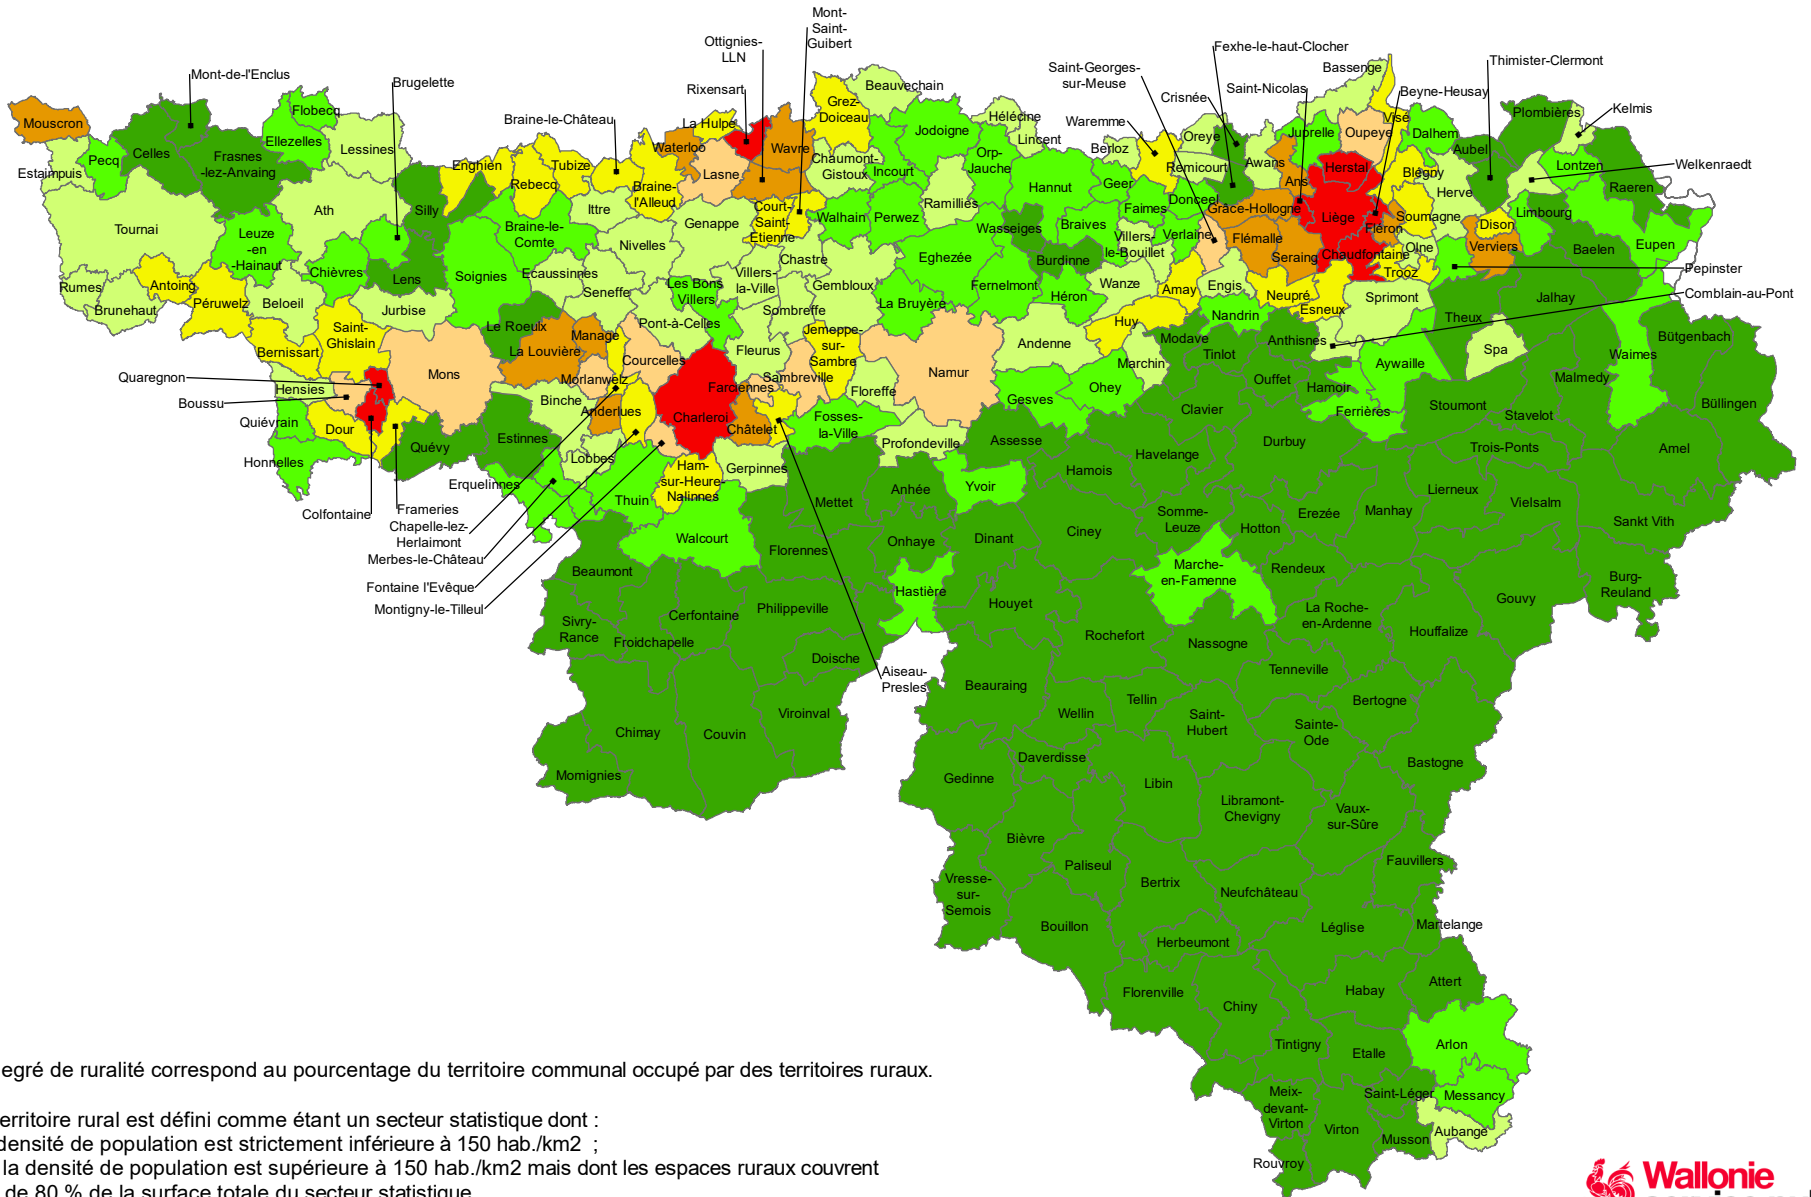 Mont-
Saint-
Guibert
Ottignies-
LLN
Fexhe-le-haut-Clocher
Thimister-Clermont
Saint-Georges-
sur-Meuse
Bassenge
Mont-de-l'Enclus
Brugelette
Rixensart
Beauvechain
Crisnée
Saint-Nicolas
Beyne-Heusay
Kelmis
Plombières
Flobecq
Mouscron
Braine-le-Château
La Hulpe
Grez-
Doiceau
Hélécine
Waremme
Visé
Ellezelles
Lessines
Waterloo
Wavre
Jodoigne
Lincent
Berloz
Oreye
Juprelle
Oupeye
Dalhem
Aubel
Pecq
Celles
Frasnes
-lez-Anvaing
Enghien
Tubize
Chaumont-
Gistoux
Orp-
Jauche
Awans
Lontzen
Welkenraedt
Estaimpuis
Rebecq
Braine-
l'Alleud
Lasne
Incourt
Hannut
Geer
Remicourt
Herstal
Blegny
Herve
Raeren
Ath
Silly
Ittre
Court-
Saint-
Etienne
Walhain
Perwez
Ramilliés
Faimes
Donceel
Ans
Grâce-Hollogne
Liège
Soumagne
Dison
Limbourg
Tournai
Leuze
-en
-Hainaut
Braine-le-
Comte
Nivelles
Genappe
Wasseiges
Braives
Villers-
le-Bouillet
Verlaine
Flémalle
Fléron
Olne
Verviers
Baelen
Eupen
Chastre
Eghezée
Burdinne
Seraing
Chaudfontaine
Trooz
Pepinster
Rumes
Antoing
Chièvres
Lens
Soignies
Ecaussinnes
Seneffe
Les Bons
Villers
Villers-
la-Ville
Gembloux
Fernelmont
Héron
Wanze
Amay
Engis
Neupré
Esneux
Sprimont
Jalhay
Comblain-au-Pont
Brunehaut
Péruwelz
Beloeil
Jurbise
Sombreffe
La Bruyère
Huy
Nandrin
Theux
Saint-
Ghislain
Le Roeulx
La Louvière
Manage
Pont-à-Celles
Jemeppe-
sur-
Sambre
Andenne
Modave
Tinlot
Anthisnes
Spa
Waimes
Bütgenbach
Bernissart
Mons
Courcelles
Fleurus
Marchin
Aywaille
Malmedy
Quaregnon
Hensies
Morlanwelz
Farciennes
Sambreville
Floreffe
Namur
Ohey
Ouffet
Hamoir
Boussu
Binche
Anderlues
Charleroi
Châtelet
Gesves
Clavier
Ferrières
Stoumont
Stavelot
Büllingen
Quiévrain
Dour
Quévy
Estinnes
Fosses-
la-Ville
Profondeville
Assesse
Durbuy
Trois-Ponts
Amel
Honnelles
Lobbes
Ham-
sur-Heure-
Nalinnes
Gerpinnes
Hamois
Havelange
Erquelinnes
Thuin
Mettet
Anhée
Yvoir
Lierneux
Vielsalm
Colfontaine
Frameries
Chapelle-lez-
Herlaimont
Somme-
Leuze
Hotton
Erezée
Manhay
Sankt Vith
Merbes-le-Château
Walcourt
Florennes
Onhaye
Dinant
Ciney
Fontaine l'Evêque
Beaumont
Hastière
Marche-
en-Famenne
Rendeux
Burg-
Reuland
Montigny-le-Tilleul
Cerfontaine
Philippeville
Houyet
La Roche-
en-Ardenne
Gouvy
Sivry-
Rance
Froidchapelle
Rochefort
Nassogne
Houffalize
Doische
Aiseau-
Presles
Beauraing
Tenneville
Bertogne
Chimay
Couvin
Viroinval
Wellin
Tellin
Saint-
Hubert
Sainte-
Ode
Momignies
Gedinne
Daverdisse
Libin
Bastogne
Libramont-
Chevigny
Vaux-
sur-Sûre
Bièvre
Paliseul
Fauvillers
Vresse-
sur-
Semois
Bertrix
Neufchâteau
Bouillon
Herbeumont
Léglise
Martelange
Florenville
Chiny
Habay
Attert
Tintigny
Etalle
Arlon
Meix-
devant-
Virton
Saint-Léger
Messancy
Virton
Musson
Aubange
Rouvroy
egré de ruralité correspond au pourcentage du territoire communal occupé par des territoires ruraux.
erritoire rural est défini comme étant un secteur statistique dont :
densité de population est strictement inférieure à 150 hab./km2 ;
la densité de population est supérieure à 150 hab./km2 mais dont les espaces ruraux couvrent
de 80 % de la surface totale du secteur statistique
Wallonie